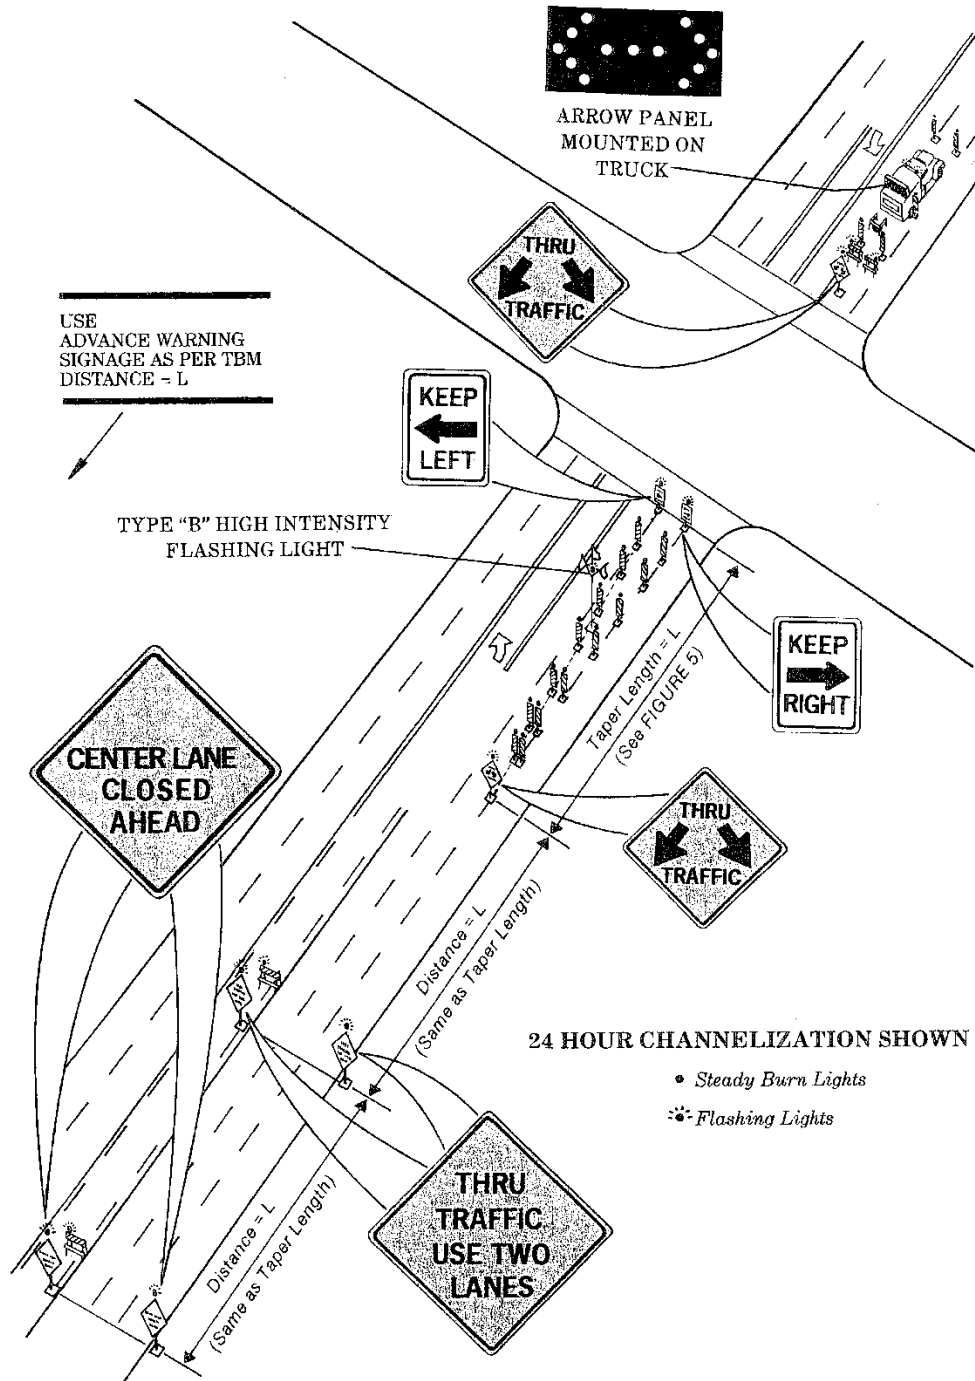 ARROW PANEL
MOUNTED ON
TRUCK
THRU
TRAFFIC
USE
ADVANCE WARNING
SIGNAGE AS PER TBM
DISTANCE = L
KEEP
LEFT
TYPE "B" HIGH INTENSITY
FLASHING LIGHT
KEEP
RIGHT
Taper Length = L
(See FIGURE 5)
CENTER LANE
CLOSED
AHEAD
THRU
TRAFFIC
Distance = L
(Same as Taper Length)
24 HOUR CHANNELIZATION SHOWN
Steady Burn Lights
Flashing Lights
THRU
TRAFFIC
USE TWO
LANES
Distance = L
(Same as Taper Length)